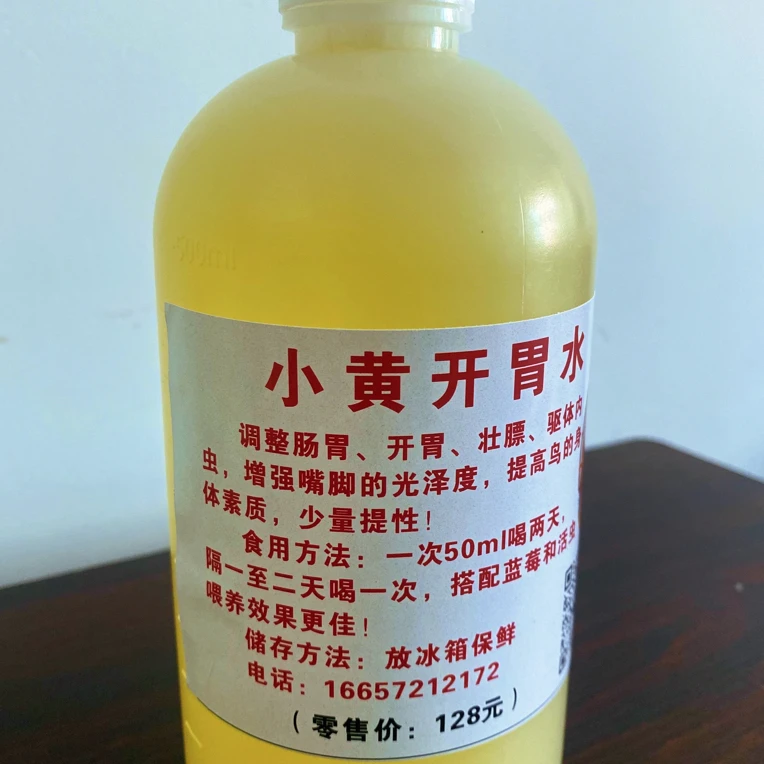 小黄开胃水
调整肠胃、开胃、壮膘、驱体内
虫，增强嘴脚的光泽度，提高鸟的身
体素质，少量提性！
食用方法：一次50ml喝两天，
隔一至二天喝一次，搭配蓝莓和活虫
喂养效果更佳！
储存方法：放冰箱保鲜
电话：16657212172
（零售价：128元）